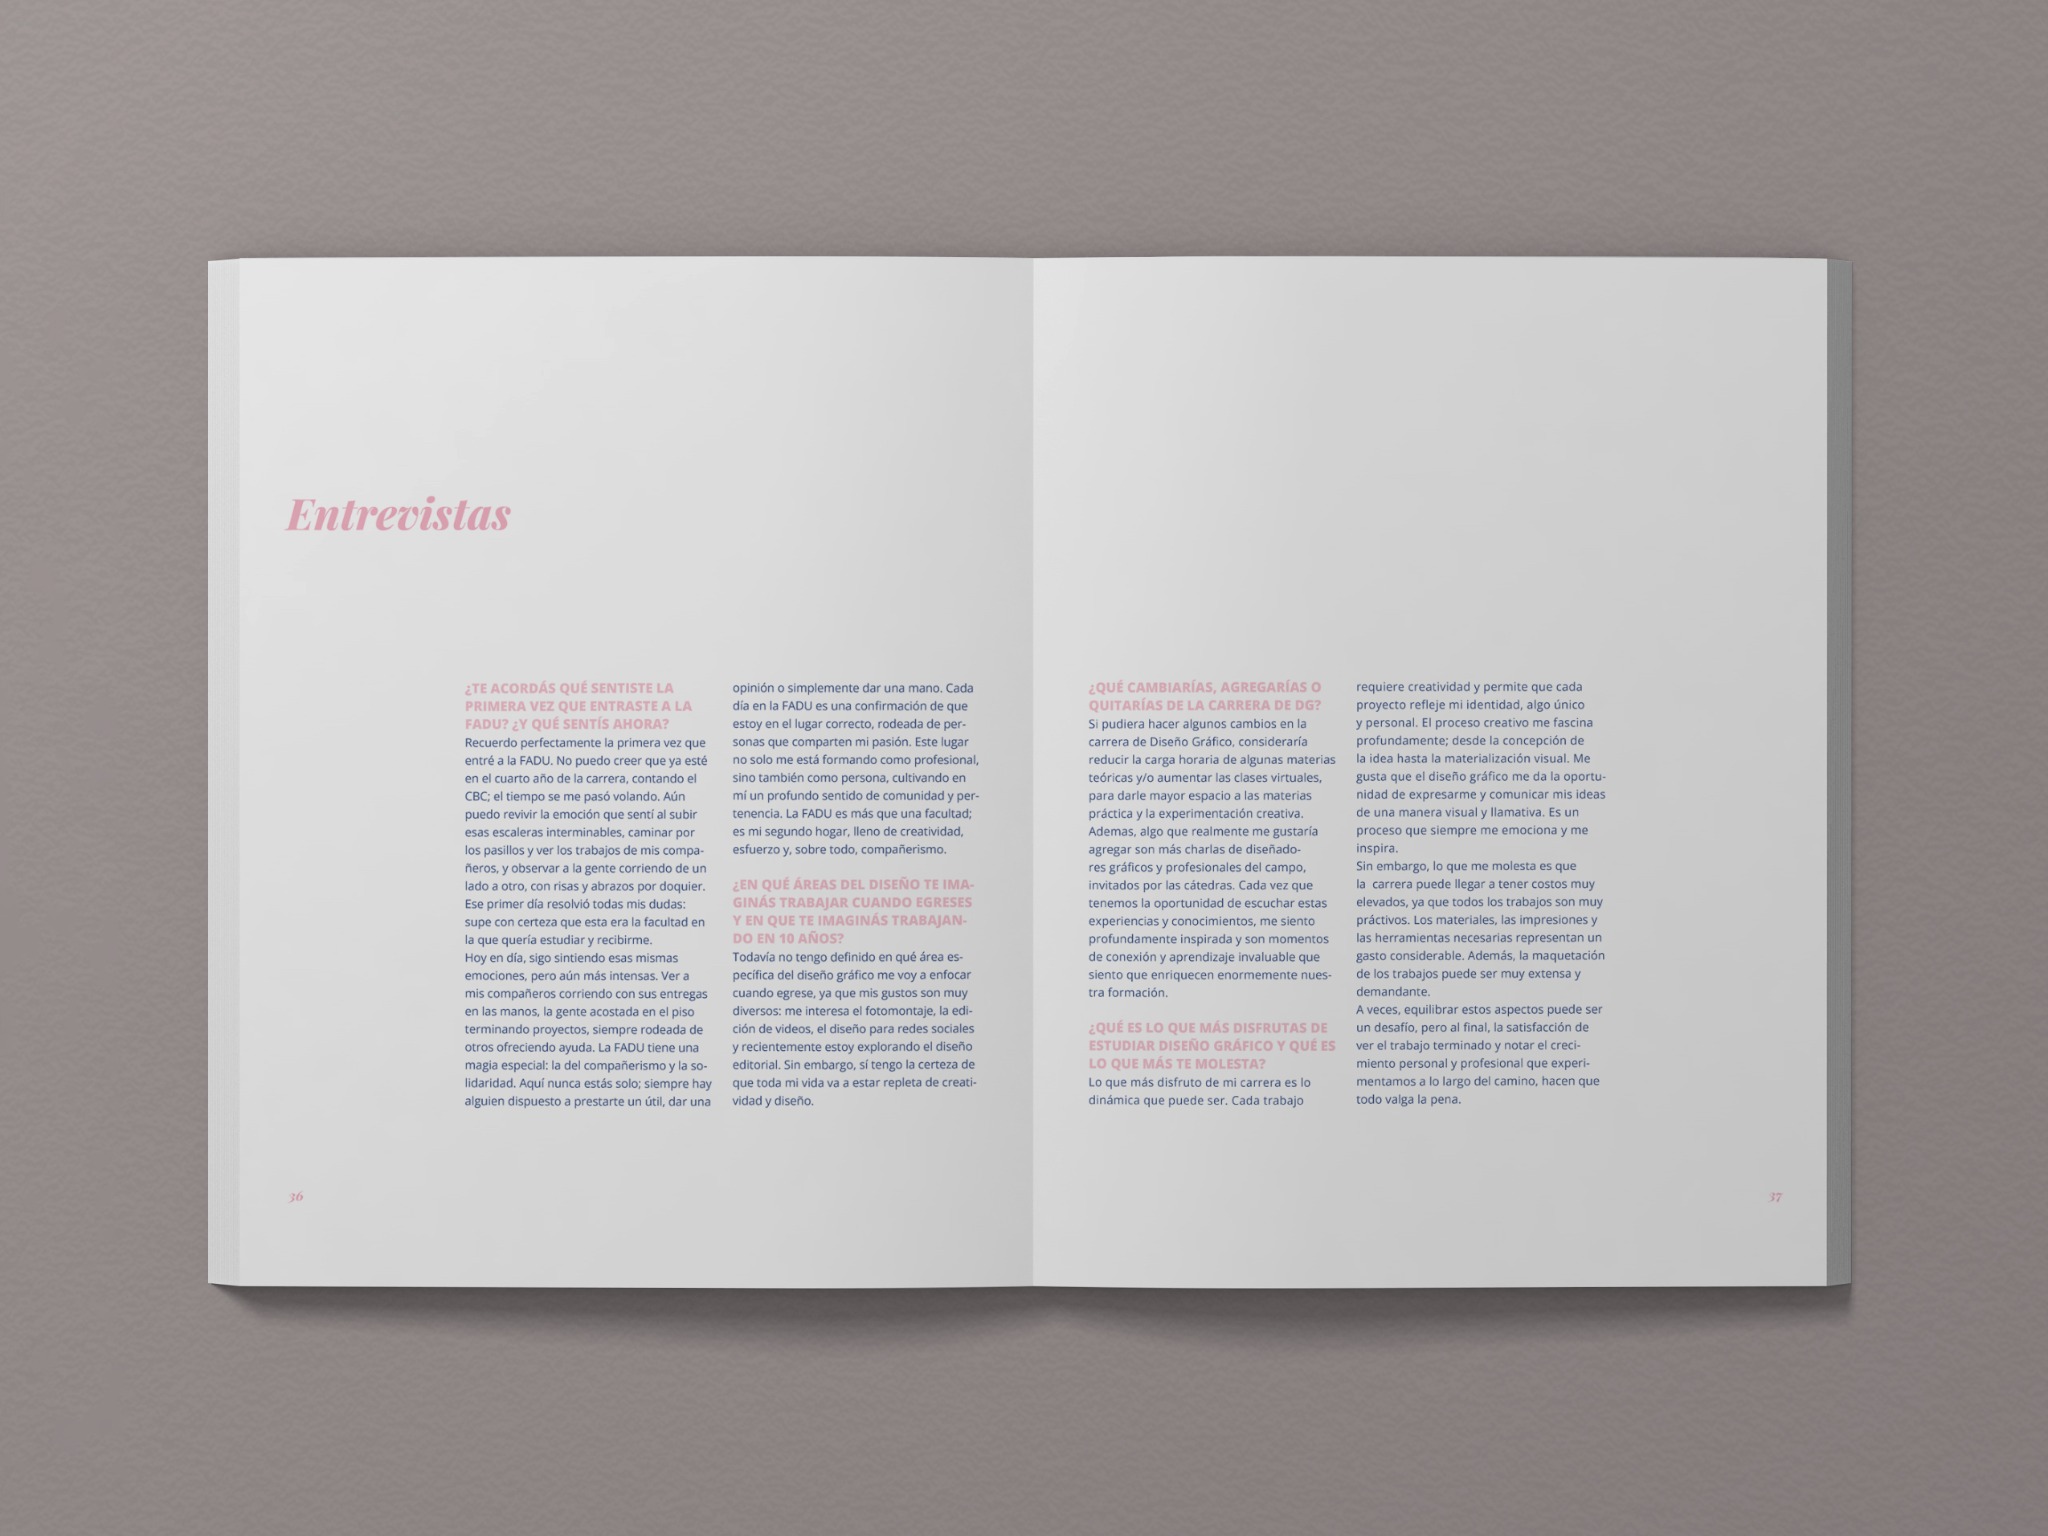 Entrevistas
¿TE ACORDÁS QUÉ SENTISTE LA
PRIMERA VEZ QUE ENTRASTE A LA
FADU? ¿Y QUÉ SENTÍS AHORA?
Recuerdo perfectamente la primera vez que
entré a la FADU. No puedo creer que ya esté
en el cuarto año de la carrera, contando el
CBC; el tiempo se me pasó volando. Aún
puedo revivir la emoción que sentí al subir
esas escaleras interminables, caminar por
los pasillos y ver los trabajos de mis compa-
ñeros, y observar a la gente corriendo de un
lado a otro, con risas y abrazos por doquier.
Ese primer día resolvió todas mis dudas:
supe con certeza que esta era la facultad en
la que quería estudiar y recibirme.
Hoy en día, sigo sintiendo esas mismas
emociones, pero aún más intensas. Ver a
mis compañeros corriendo con sus entregas
en las manos, la gente acostada en el piso
terminando proyectos, siempre rodeada de
otros ofreciendo ayuda. La FADU tiene una
magia especial: la del compañerismo y la so-
lidaridad. Aquí nunca estás solo; siempre hay
alguien dispuesto a prestarte un útil, dar una
opinión o simplemente dar una mano. Cada
día en la FADU es una confirmación de que
estoy en el lugar correcto, rodeada de per-
sonas que comparten mi pasión. Este lugar
no solo me está formando como profesional,
sino también como persona, cultivando en
mí un profundo sentido de comunidad y per-
tenencia. La FADU es más que una facultad;
es mi segundo hogar, lleno de creatividad,
esfuerzo y, sobre todo, compañerismo.
¿EN QUÉ ÁREAS DEL DISEÑO TE IMA-
GINÁS TRABAJAR CUANDO EGRESES
Y EN QUE TE IMAGINÁS TRABAJAN-
DO EN 10 AÑOS?
Todavía no tengo definido en qué área es-
pecífica del diseño gráfico me voy a enfocar
cuando egrese, ya que mis gustos son muy
diversos: me interesa el fotomontaje, la edi-
ción de videos, el diseño para redes sociales
y recientemente estoy explorando el diseño
editorial. Sin embargo, sí tengo la certeza de
que toda mi vida va a estar repleta de creati-
vidad y diseño.
36
¿QUÉ CAMBIARÍAS, AGREGARÍAS O
QUITARÍAS DE LA CARRERA DE DG?
Si pudiera hacer algunos cambios en la
carrera de Diseño Gráfico, consideraría
reducir la carga horaria de algunas materias
teóricas y/o aumentar las clases virtuales,
para darle mayor espacio a las materias
práctica y la experimentación creativa.
Ademas, algo que realmente me gustaría
agregar son más charlas de diseñado-
res gráficos y profesionales del campo,
invitados por las cátedras. Cada vez que
tenemos la oportunidad de escuchar estas
experiencias y conocimientos, me siento
profundamente inspirada y son momentos
de conexión y aprendizaje invaluable que
siento que enriquecen enormemente nues-
tra formación.
¿QUÉ ES LO QUE MÁS DISFRUTAS DE
ESTUDIAR DISEÑO GRÁFICO Y QUÉ ES
LO QUE MÁS TE MOLESTA?
Lo que más disfruto de mi carrera es lo
dinámica que puede ser. Cada trabajo
requiere creatividad y permite que cada
proyecto refleje mi identidad, algo único
y personal. El proceso creativo me fascina
profundamente; desde la concepción de
la idea hasta la materialización visual. Me
gusta que el diseño gráfico me da la oportu-
nidad de expresarme y comunicar mis ideas
de una manera visual y llamativa. Es un
proceso que siempre me emociona y me
inspira.
Sin embargo, lo que me molesta es que
la  carrera puede llegar a tener costos muy
elevados, ya que todos los trabajos son muy
práctivos. Los materiales, las impresiones y
las herramientas necesarias representan un
gasto considerable. Además, la maquetación
de los trabajos puede ser muy extensa y
demandante.
A veces, equilibrar estos aspectos puede ser
un desafío, pero al final, la satisfacción de
ver el trabajo terminado y notar el creci-
miento personal y profesional que experi-
mentamos a lo largo del camino, hacen que
todo valga la pena.
37